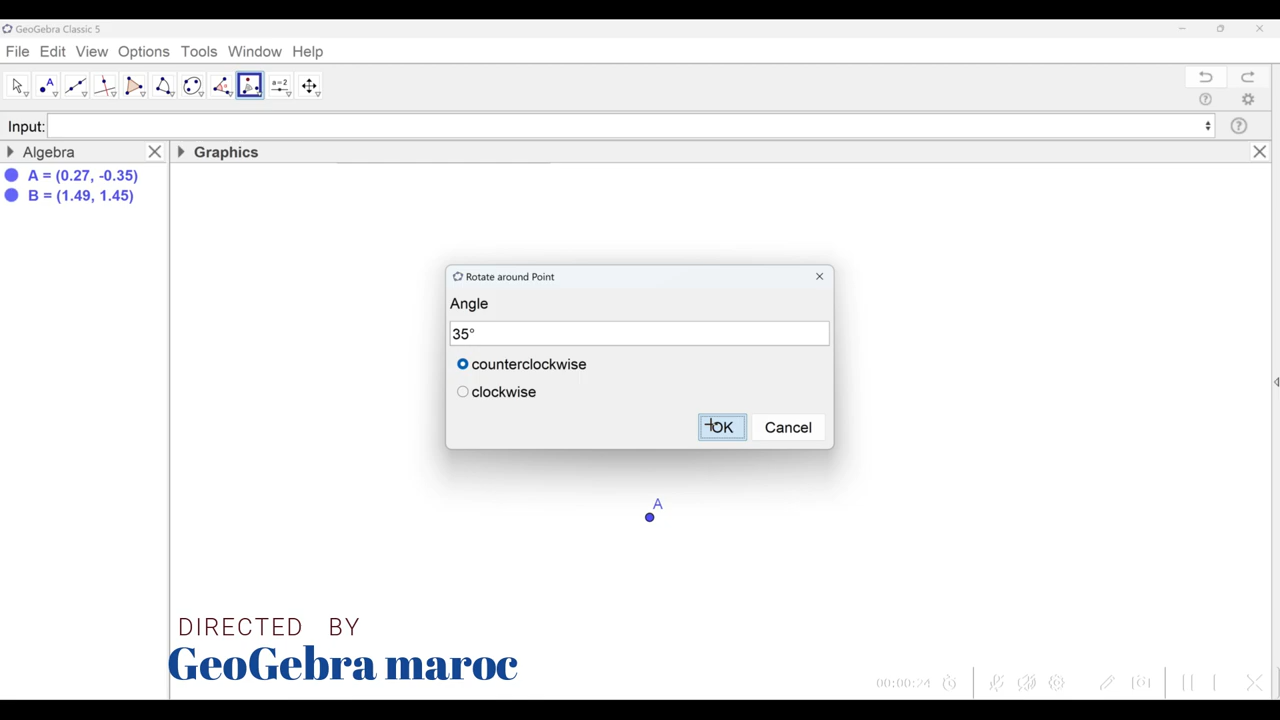 GeoGebra Classic 5
File Edit View Options Tools Window Help
A
a=2
Input:
Algebra
Graphics
A = (0.27, -0.35)
B = (1.49, 1.45)
Rotate around Point
Angle
35°
counterclockwise
clockwise
OK Cancel
A
DIRECTED BY
GeoGebra maroc
00:00:24